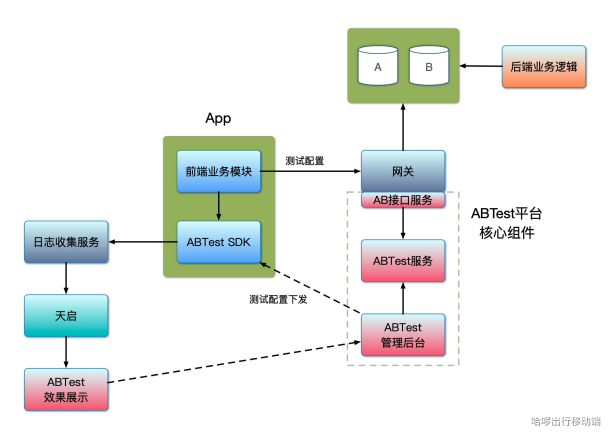 A
B
后端业务逻辑
App
前端业务模块
测试配置
网关
AB接口服务
ABTest平台
核心组件
日志收集服务
ABTest SDK
ABTest服务
测试配置下发
天启
ABTest
管理后台
ABTest
效果展示
哈啰出行移动端